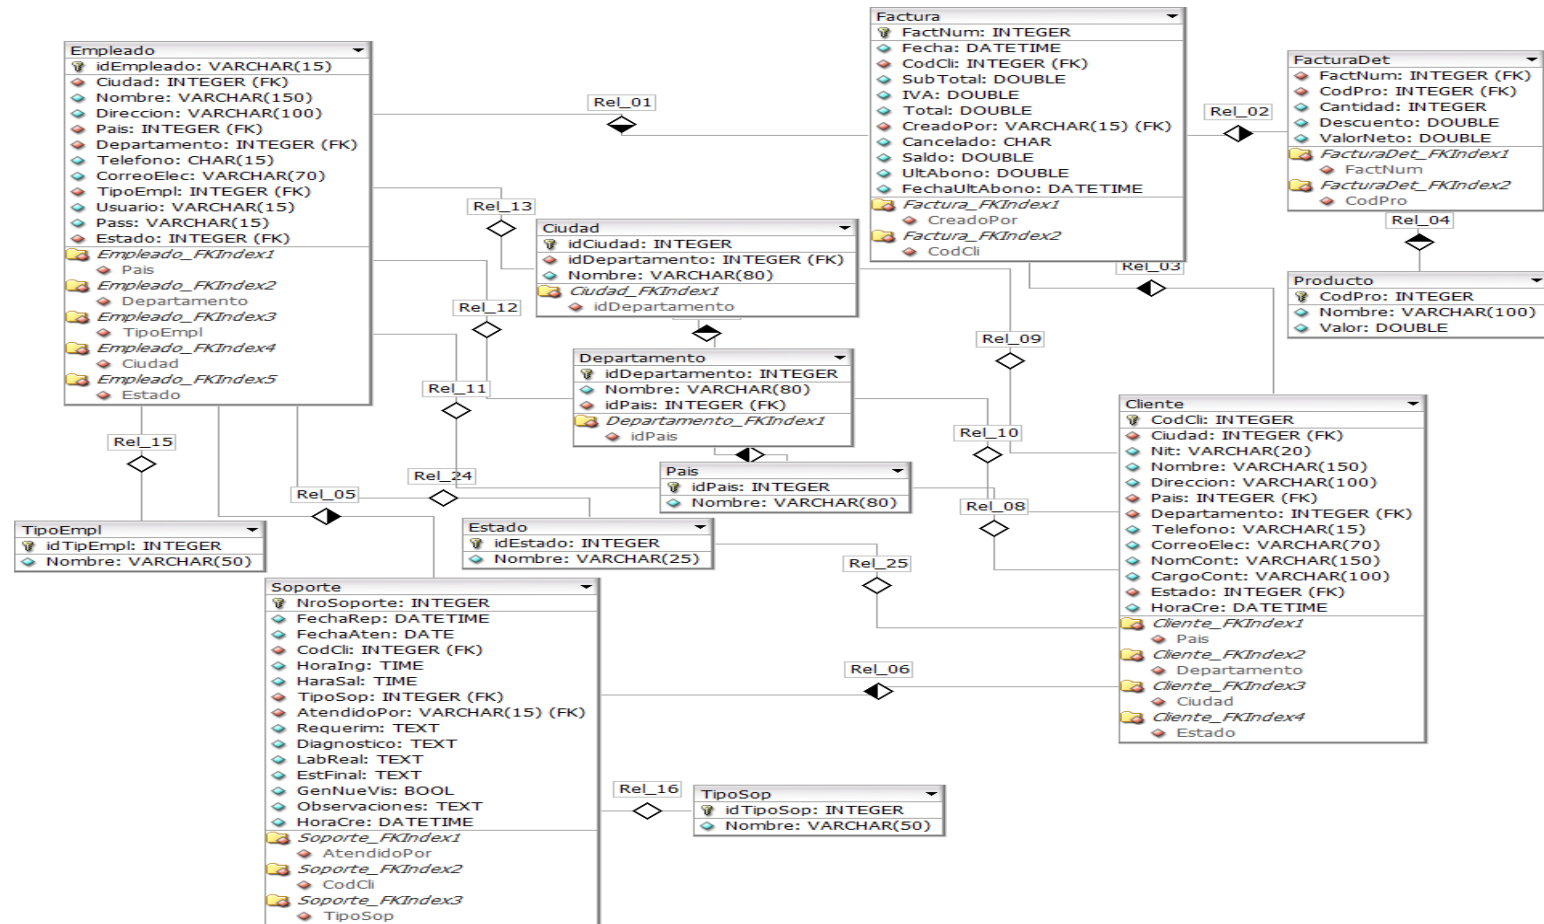 Empleado
idEmpleado: VARCHAR(15)
Ciudad: INTEGER (FK)
Nombre: VARCHAR(150)
Direccion: VARCHAR(100)
Pais: INTEGER (FK)
Departamento: INTEGER (FK)
Telefono: CHAR(15)
CorreoElec: VARCHAR(70)
TipoEmpl: INTEGER (FK)
Usuario: VARCHAR(15)
Pass: VARCHAR(15)
Estado: INTEGER (FK)
Empleado_FKIndex1
Pais
Empleado_FKIndex2
Departamento
Empleado_FKIndex3
TipoEmpl
Empleado_FKIndex4
Ciudad
Empleado_FKIndex5
Estado
Rel_01
Factura
FactNum: INTEGER
Fecha: DATETIME
CodCli: INTEGER (FK)
SubTotal: DOUBLE
IVA: DOUBLE
Total: DOUBLE
CreadoPor: VARCHAR(15) (FK)
Cancelado: CHAR
Saldo: DOUBLE
UltAbono: DOUBLE
FechaUltAbono: DATETIME
Factura_FKIndex1
CreadoPor
Factura_FKIndex2
CodCli
Rel_02
FacturaDet
FactNum: INTEGER (FK)
CodPro: INTEGER (FK)
Cantidad: INTEGER
Descuento: DOUBLE
ValorNeto: DOUBLE
FacturaDet_FKIndex1
FactNum
FacturaDet_FKIndex2
CodPro
Rel_04
Rel_03
Producto
CodPro: INTEGER
Nombre: VARCHAR(100)
Valor: DOUBLE
Rel_13
Ciudad
idCiudad: INTEGER
idDepartamento: INTEGER (FK)
Nombre: VARCHAR(80)
Ciudad_FKIndex1
idDepartamento
Rel_12
Rel_09
Departamento
idDepartamento: INTEGER
Nombre: VARCHAR(80)
idPais: INTEGER (FK)
Departamento_FKIndex1
idPais
Rel_11
Rel_10
Rel_15
Rel_24
Rel_05
Pais
idPais: INTEGER
Nombre: VARCHAR(80)
Rel_08
Cliente
CodCli: INTEGER
Ciudad: INTEGER (FK)
Nit: VARCHAR(20)
Nombre: VARCHAR(150)
Direccion: VARCHAR(100)
Pais: INTEGER (FK)
Departamento: INTEGER (FK)
Telefono: VARCHAR(15)
CorreoElec: VARCHAR(70)
NomCont: VARCHAR(150)
CargoCont: VARCHAR(100)
Estado: INTEGER (FK)
HoraCre: DATETIME
Cliente_FKIndex1
Pais
Cliente_FKIndex2
Departamento
Cliente_FKIndex3
Ciudad
Cliente_FKIndex4
Estado
TipoEmpl
idTipEmpl: INTEGER
Nombre: VARCHAR(50)
Estado
idEstado: INTEGER
Nombre: VARCHAR(25)
Rel_25
Soporte
NroSoporte: INTEGER
FechaRep: DATETIME
FechaAten: DATE
CodCli: INTEGER (FK)
HoraIng: TIME
HaraSal: TIME
TipoSop: INTEGER (FK)
AtendidoPor: VARCHAR(15) (FK)
Requerim: TEXT
Diagnostico: TEXT
LabReal: TEXT
EstFinal: TEXT
GenNueVis: BOOL
Observaciones: TEXT
HoraCre: DATETIME
Soporte_FKIndex1
AtendidoPor
Soporte_FKIndex2
CodCli
Soporte_FKIndex3
TipoSop
Rel_06
Rel_16
TipoSop
idTipoSop: INTEGER
Nombre: VARCHAR(50)